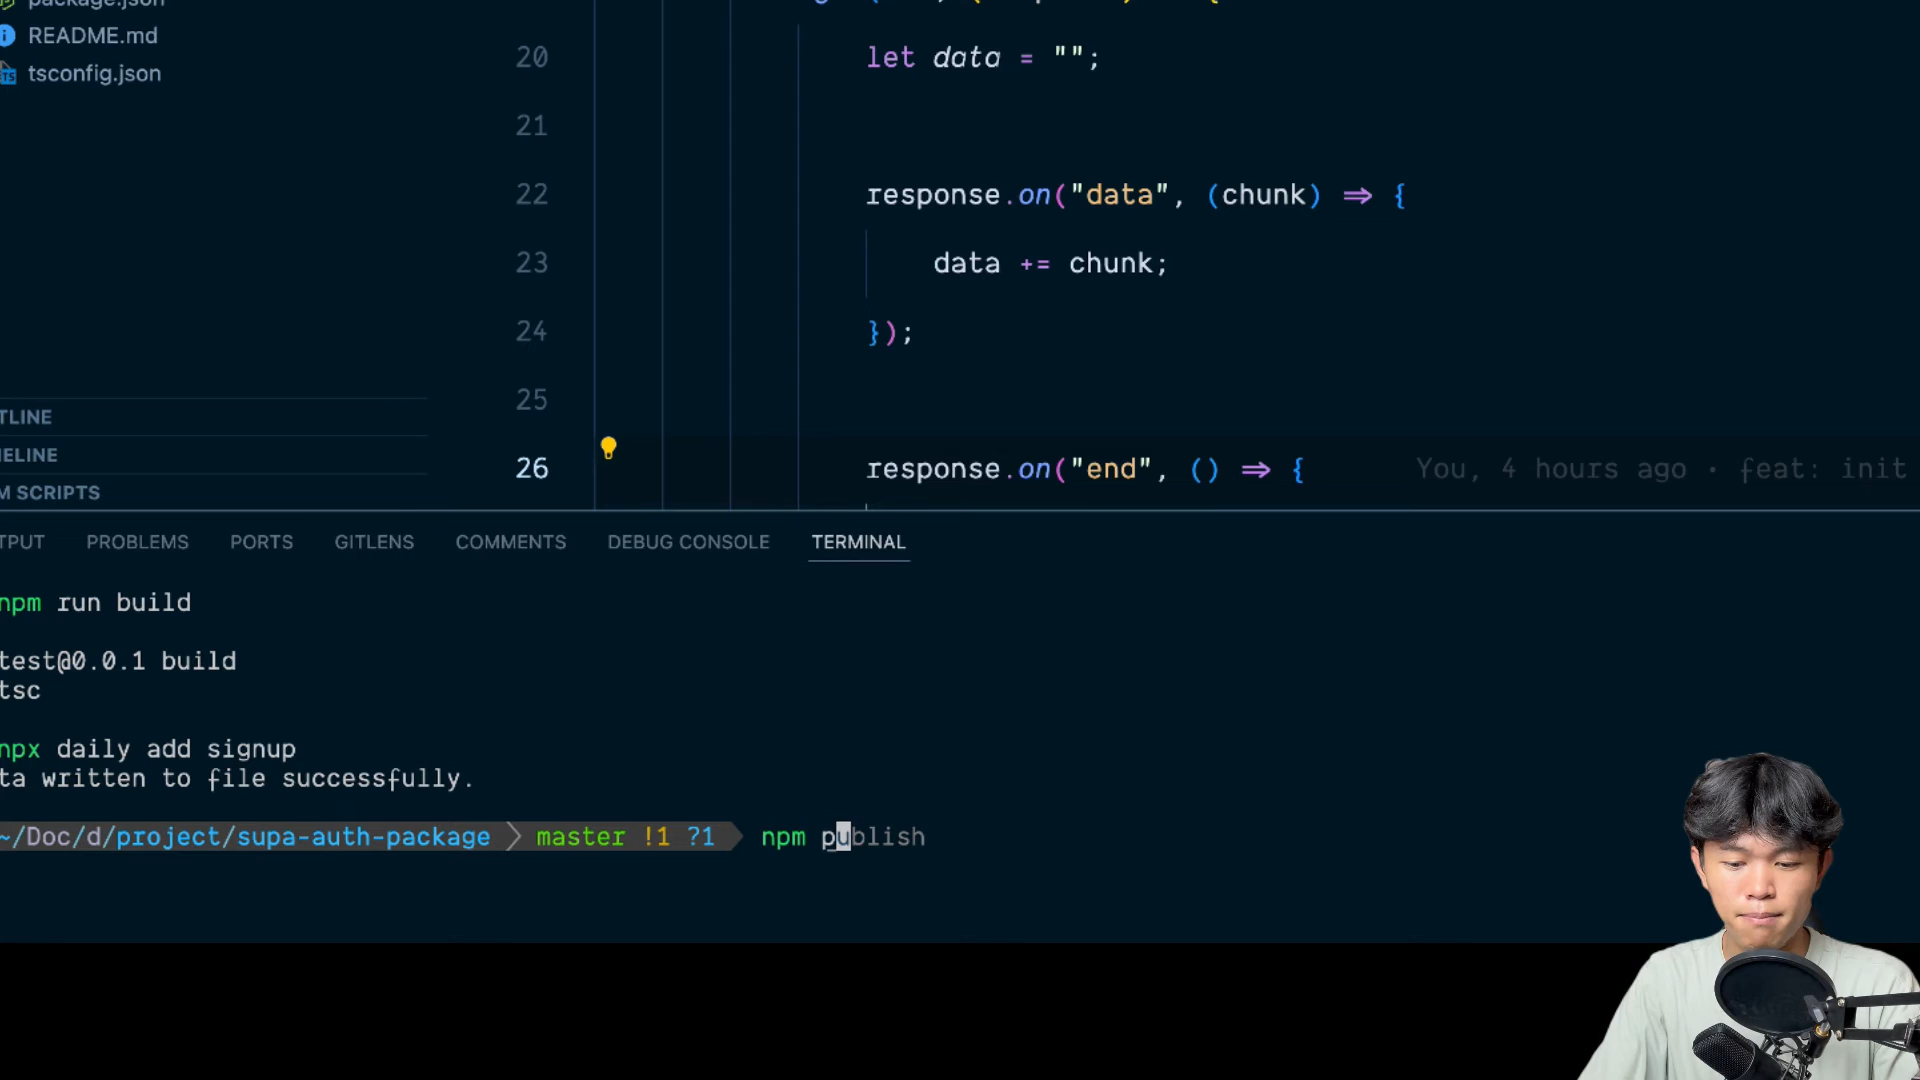 package.json
README.md
tsconfig.json
TLINE
ELINE
M SCRIPTS
20 let data = "";
21
22 response.on("data", (chunk) => {
23 data += chunk;
24 });
25
26 response.on("end", () => { You, 4 hours ago · feat: init
TPUT PROBLEMS PORTS GITLENS COMMENTS DEBUG CONSOLE TERMINAL
npm run build
test@0.0.1 build
tsc
npx daily add signup
ta written to file successfully.
~/Doc/d/project/supa-auth-package master !1 ?1 npm publish